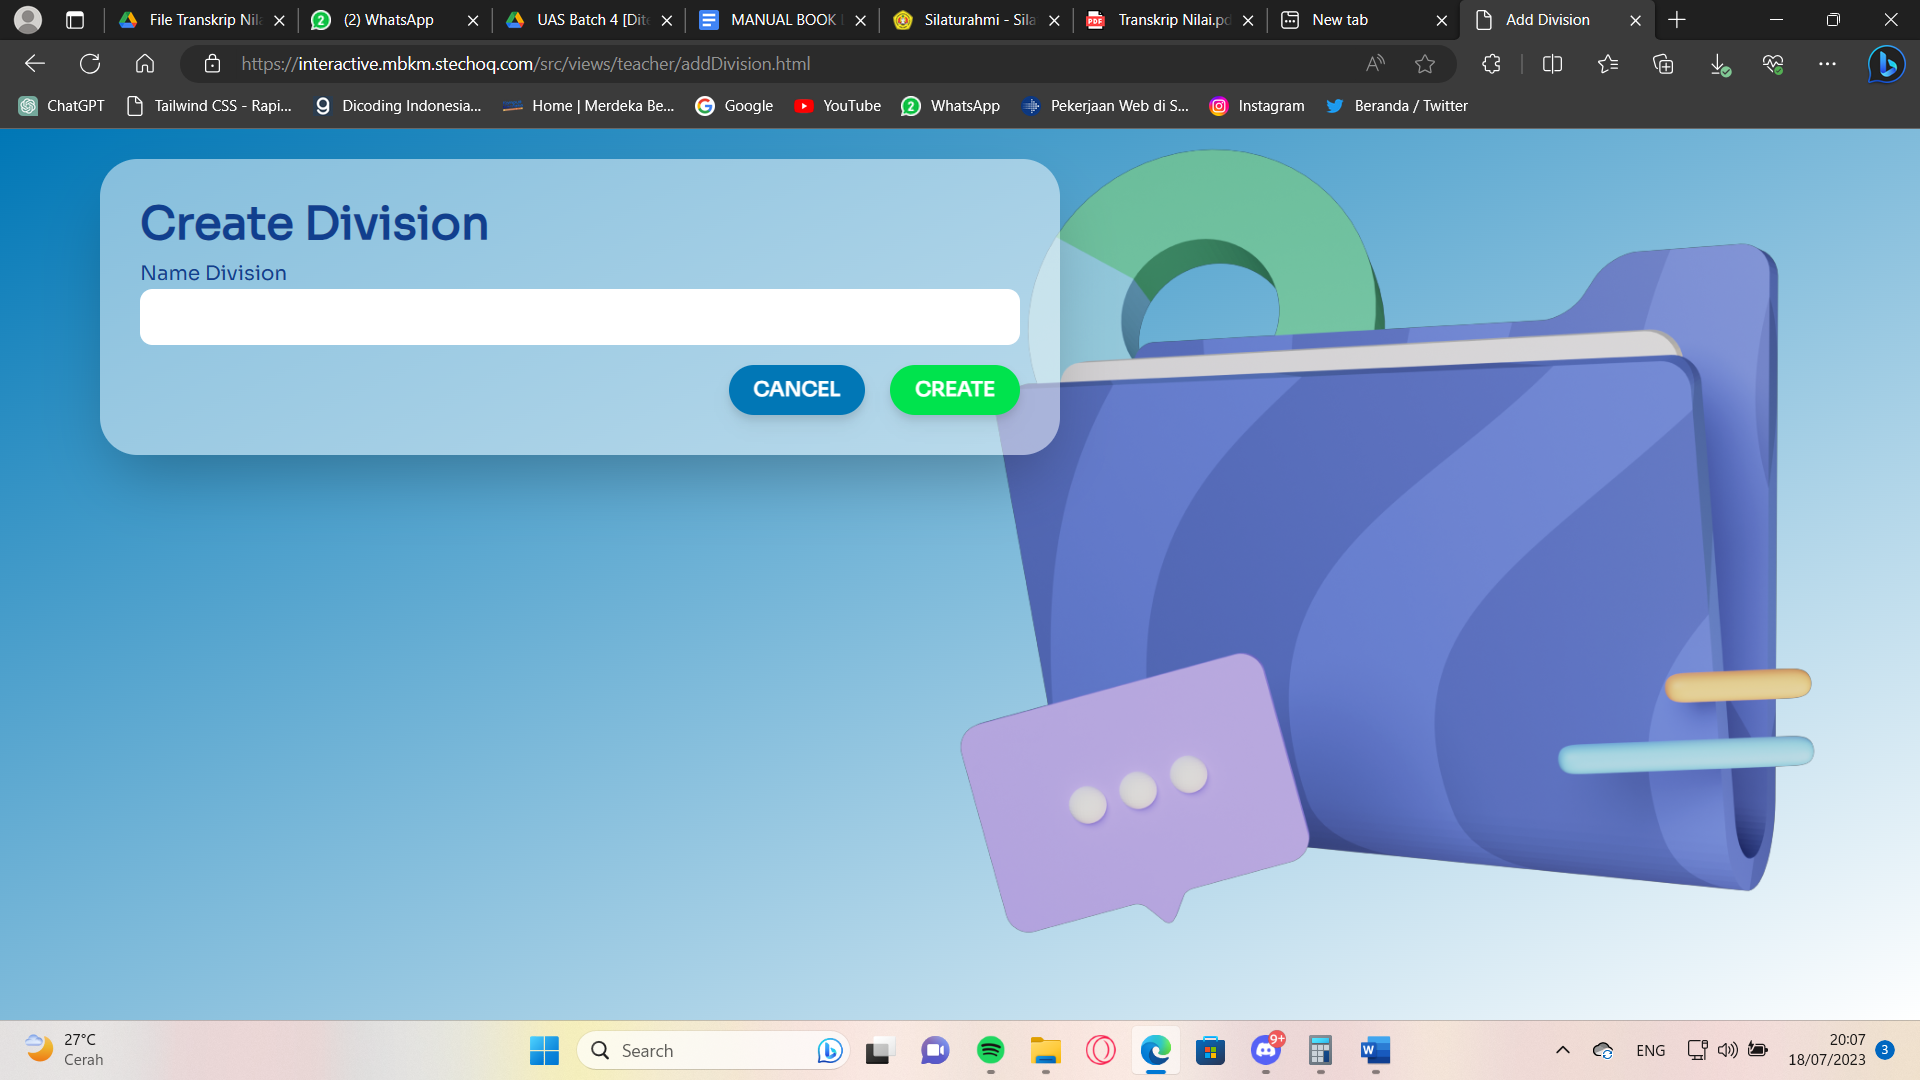 File Transkrip Nila
(2) WhatsApp
UAS Batch 4 [Dite
MANUAL BOOK
Silaturahmi - Sila
Transkrip Nilai.pd
New tab
Add Division
https://interactive.mbkm.stechoq.com/src/views/teacher/addDivision.html
ChatGPT
Tailwind CSS - Rapi...
Dicoding Indonesia...
Home | Merdeka Be...
Google
YouTube
WhatsApp
Pekerjaan Web di S...
Instagram
Beranda / Twitter
Create Division
Name Division
CANCEL
CREATE
27°C
Cerah
Search
9+
ENG
20:07
18/07/2023
3